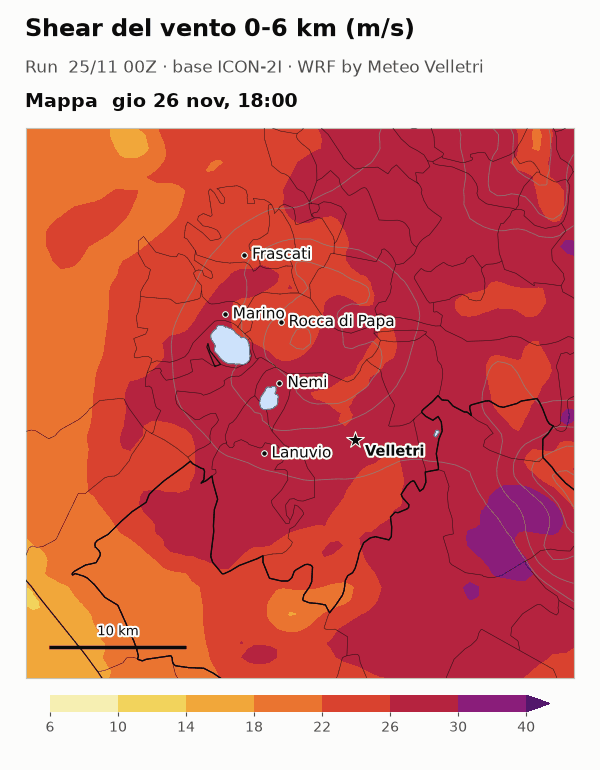 Shear del vento 0-6 km (m/s)
Run  25/11 00Z · base ICON-2I · WRF by Meteo Velletri
Mappa  gio 26 nov, 18:00
Frascati
Marino
Rocca di Papa
Nemi
Velletri
Lanuvio
10 km
6 10 14 18 22 26 30 40